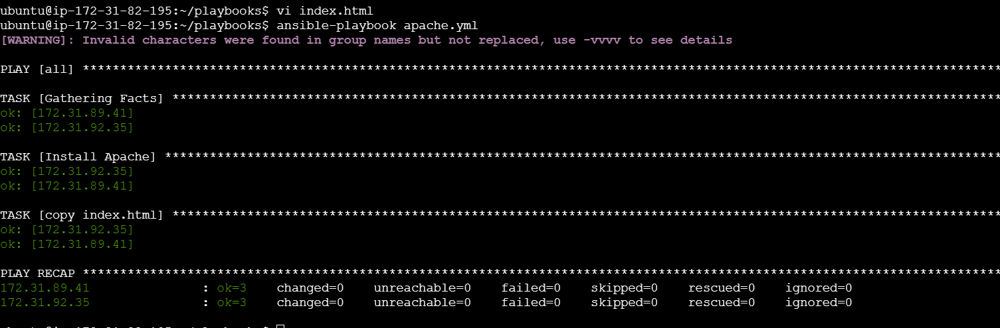 ubuntu@ip-172-31-82-195:~/playbooks$ vi index.html
ubuntu@ip-172-31-82-195:~/playbooks$ ansible-playbook apache.yml
[WARNING]: Invalid characters were found in group names but not replaced, use -vvvv to see details
PLAY [all] ***************************************************************************************************************************
TASK [Gathering Facts] ***************************************************************************************************************
ok: [172.31.89.41]
ok: [172.31.92.35]
TASK [Install Apache] ****************************************************************************************************************
ok: [172.31.92.35]
ok: [172.31.89.41]
TASK [copy index.html] ***************************************************************************************************************
ok: [172.31.92.35]
ok: [172.31.89.41]
PLAY RECAP ***************************************************************************************************************************
172.31.89.41 : ok=3 changed=0 unreachable=0 failed=0 skipped=0 rescued=0 ignored=0
172.31.92.35 : ok=3 changed=0 unreachable=0 failed=0 skipped=0 rescued=0 ignored=0